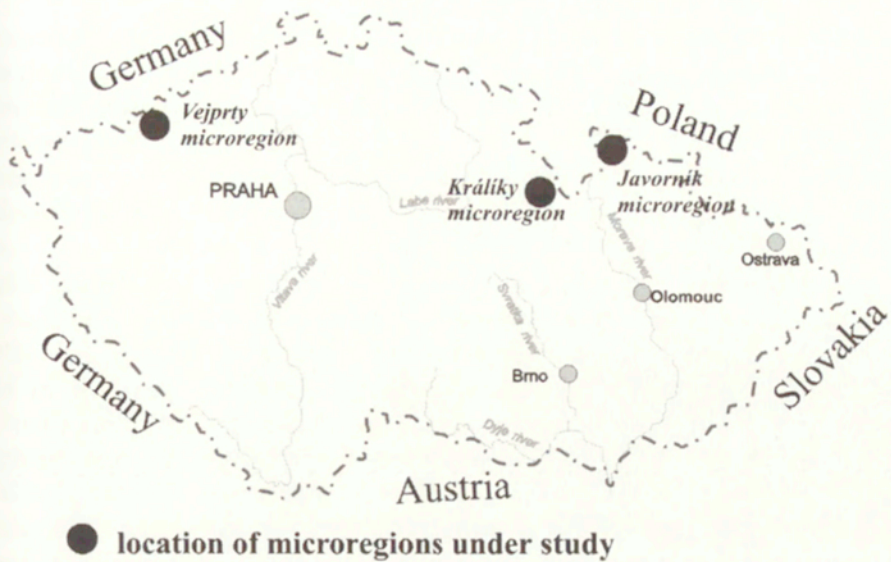 Germany
Poland
Vejprty
microregion
PRAHA
Labe river
Králíky
microregion
Javorník
microregion
Morava river
Ostrava
Vltava river
Svratka river
Olomouc
Germany
Slovakia
Brno
Dyje river
Austria
location of microregions under study